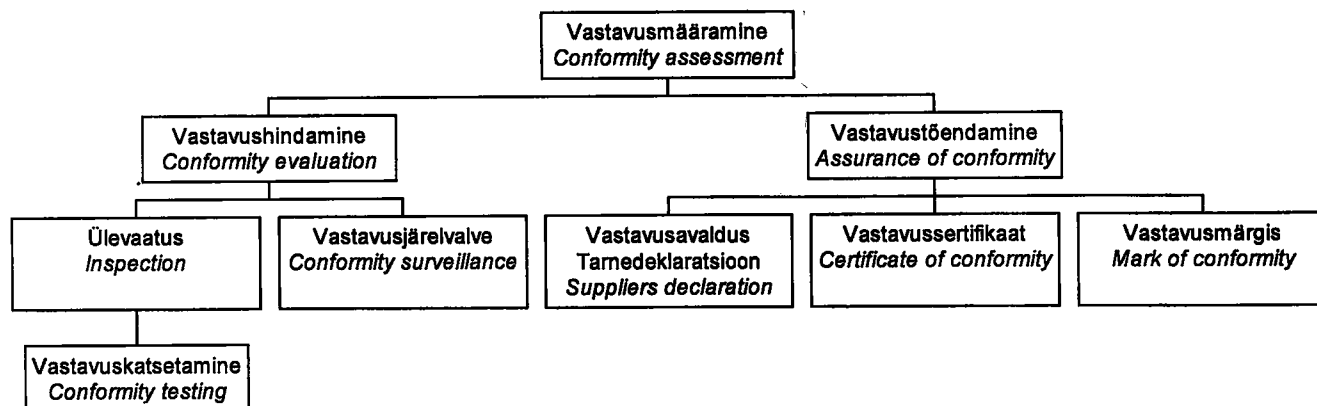 Vastavusmääramine
Conformity assessment
Vastavushindamine
Conformity evaluation
Vastavustõendamine
Assurance of conformity
Ülevaatus
Inspection
Vastavusjärelvalve
Conformity surveillance
Vastavusavaldus
Tarnedeklaratsioon
Suppliers declaration
Vastavussertifikaat
Certificate of conformity
Vastavusmärgis
Mark of conformity
Vastavuskatsetamine
Conformity testing